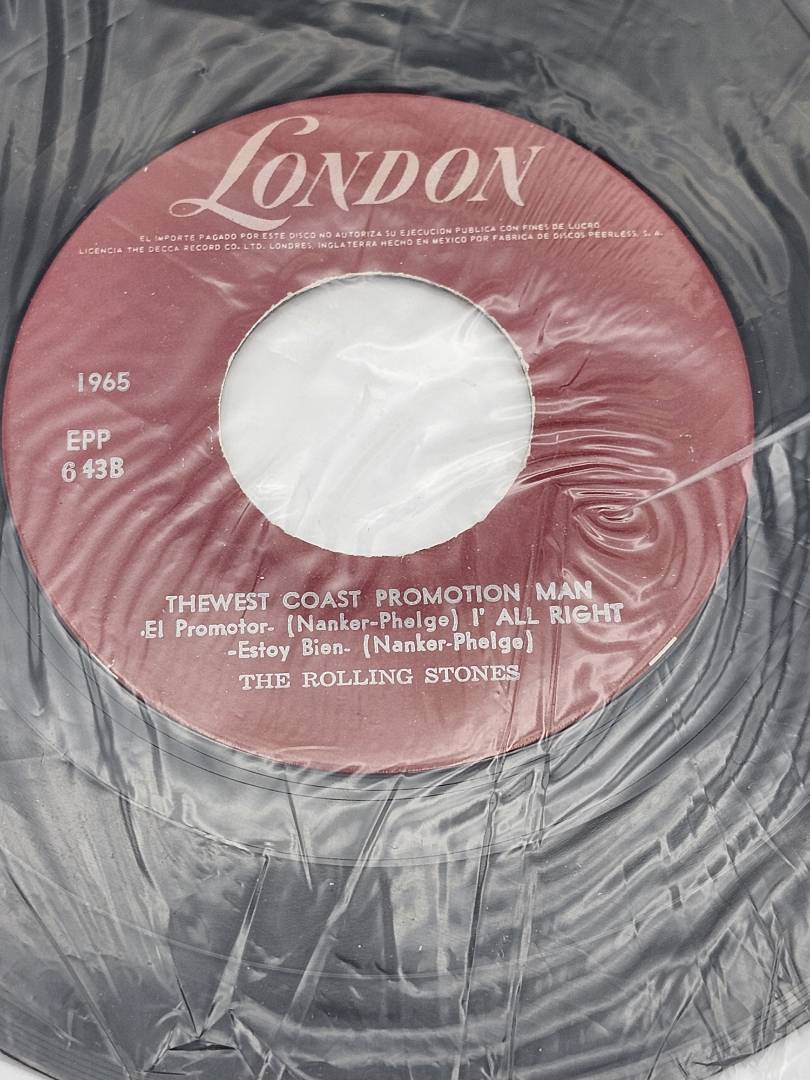 LONDON
EL IMPORTE PAGADO POR ESTE DISCO NO AUTORIZA SU EJECUCION PUBLICA CON FINES DE LUCRO
LICENCIA THE DECCA RECORD CO. LTD. LONDRES, INGLATERRA HECHO EN MEXICO POR FABRICA DE DISCOS PEERLESS, S. A.
1965
EPP
643B
THEWEST COAST PROMOTION MAN
-El Promotor- (Nanker-Phelge) I' ALL RIGHT
-Estoy Bien- (Nanker-Phelge)
THE ROLLING STONES